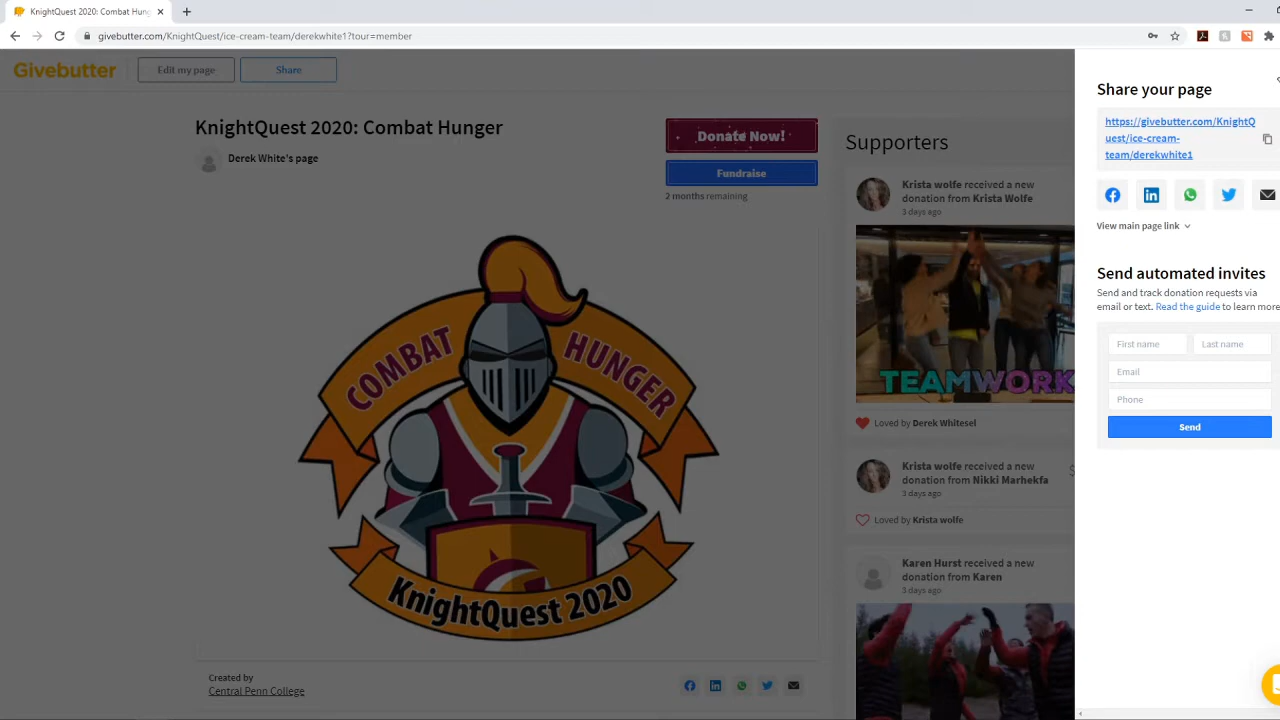 KnightQuest 2020: Combat Hung
givebutter.com/KnightQuest/ice-cream-team/derekwhite1?tour=member
Givebutter
Edit my page
Share
KnightQuest 2020: Combat Hunger
Derek White's page
Donate Now!
Fundraise
2 months remaining
COMBAT
HUNGER
KnightQuest 2020
Created by
Central Penn College
Supporters
Krista wolfe received a new
donation from Krista Wolfe
3 days ago
TEAMWORK
Loved by Derek Whitesel
Krista wolfe received a new
donation from Nikki Marhekfa
3 days ago
$
Loved by Krista wolfe
Karen Hurst received a new
donation from Karen
3 days ago
Share your page
https://givebutter.com/KnightQ
uest/ice-cream-
team/derekwhite1
View main page link
Send automated invites
Send and track donation requests via
email or text. Read the guide to learn more
First name
Last name
Email
Phone
Send